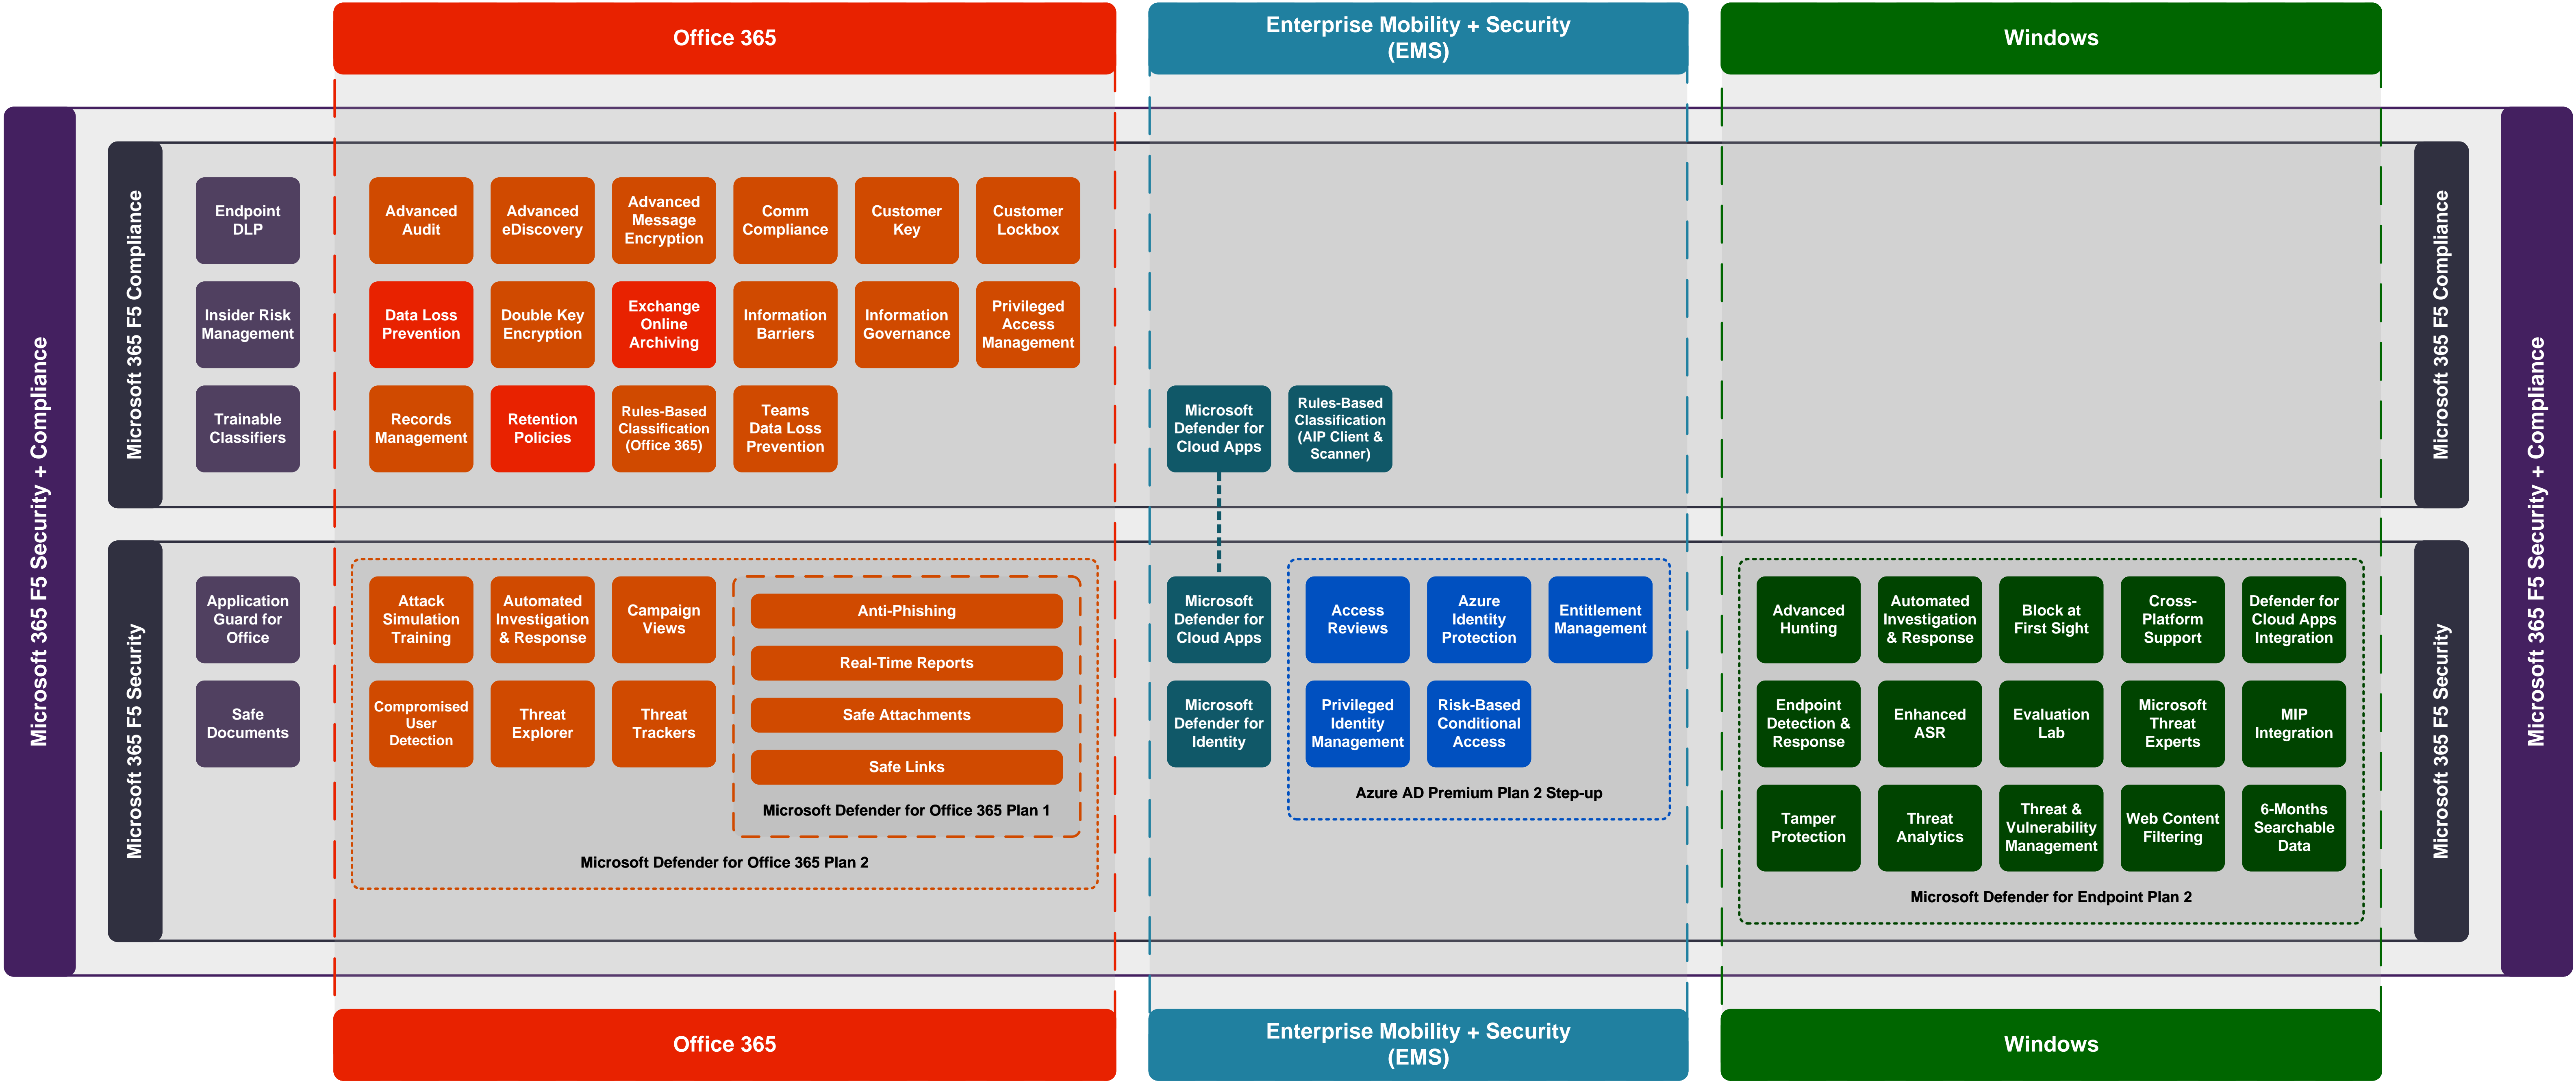 Office 365
Enterprise Mobility + Security
(EMS)
Windows
Microsoft 365 F5 Security + Compliance
Microsoft 365 F5 Compliance
Endpoint
DLP
Advanced
Audit
Advanced
eDiscovery
Advanced
Message
Encryption
Comm
Compliance
Customer
Key
Customer
Lockbox
Insider Risk
Management
Data Loss
Prevention
Double Key
Encryption
Exchange
Online
Archiving
Information
Barriers
Information
Governance
Privileged
Access
Management
Trainable
Classifiers
Records
Management
Retention
Policies
Rules-Based
Classification
(Office 365)
Teams
Data Loss
Prevention
Microsoft
Defender for
Cloud Apps
Rules-Based
Classification
(AIP Client &
Scanner)
Microsoft 365 F5 Compliance
Microsoft 365 F5 Security + Compliance
Microsoft 365 F5 Security
Application
Guard for
Office
Safe
Documents
Attack
Simulation
Training
Automated
Investigation
& Response
Campaign
Views
Compromised
User
Detection
Threat
Explorer
Threat
Trackers
Anti-Phishing
Real-Time Reports
Safe Attachments
Safe Links
Microsoft Defender for Office 365 Plan 1
Microsoft Defender for Office 365 Plan 2
Microsoft
Defender for
Cloud Apps
Microsoft
Defender for
Identity
Access
Reviews
Azure
Identity
Protection
Entitlement
Management
Privileged
Identity
Management
Risk-Based
Conditional
Access
Azure AD Premium Plan 2 Step-up
Advanced
Hunting
Automated
Investigation
& Response
Block at
First Sight
Cross-
Platform
Support
Defender for
Cloud Apps
Integration
Endpoint
Detection &
Response
Enhanced
ASR
Evaluation
Lab
Microsoft
Threat
Experts
MIP
Integration
Tamper
Protection
Threat
Analytics
Threat &
Vulnerability
Management
Web Content
Filtering
6-Months
Searchable
Data
Microsoft Defender for Endpoint Plan 2
Microsoft 365 F5 Security
Office 365
Enterprise Mobility + Security
(EMS)
Windows